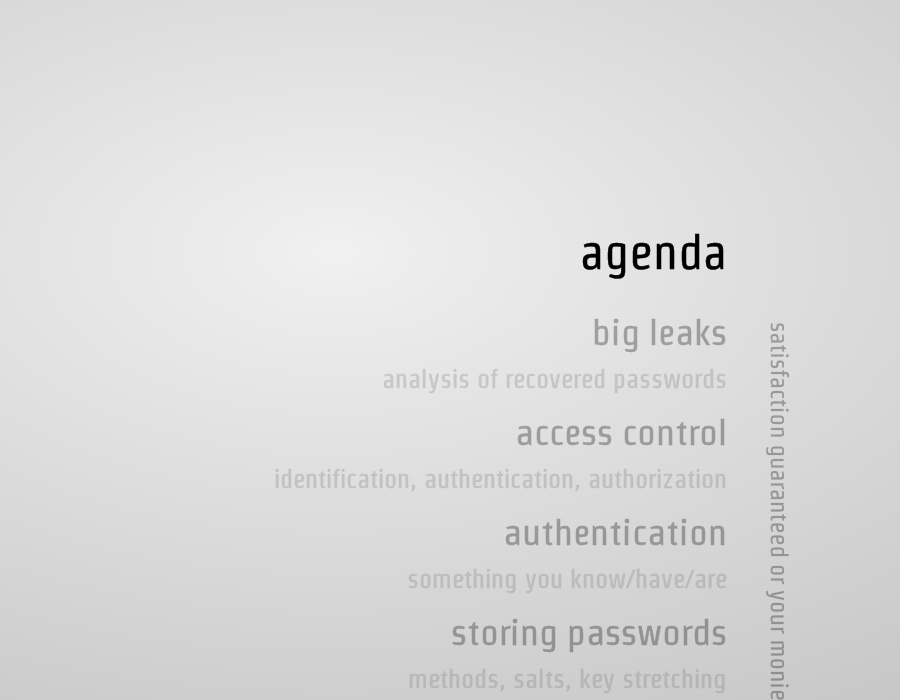 agenda
big leaks
analysis of recovered passwords
access control
identification, authentication, authorization
authentication
something you know/have/are
storing passwords
methods, salts, key stretching
satisfaction guaranteed or your monie